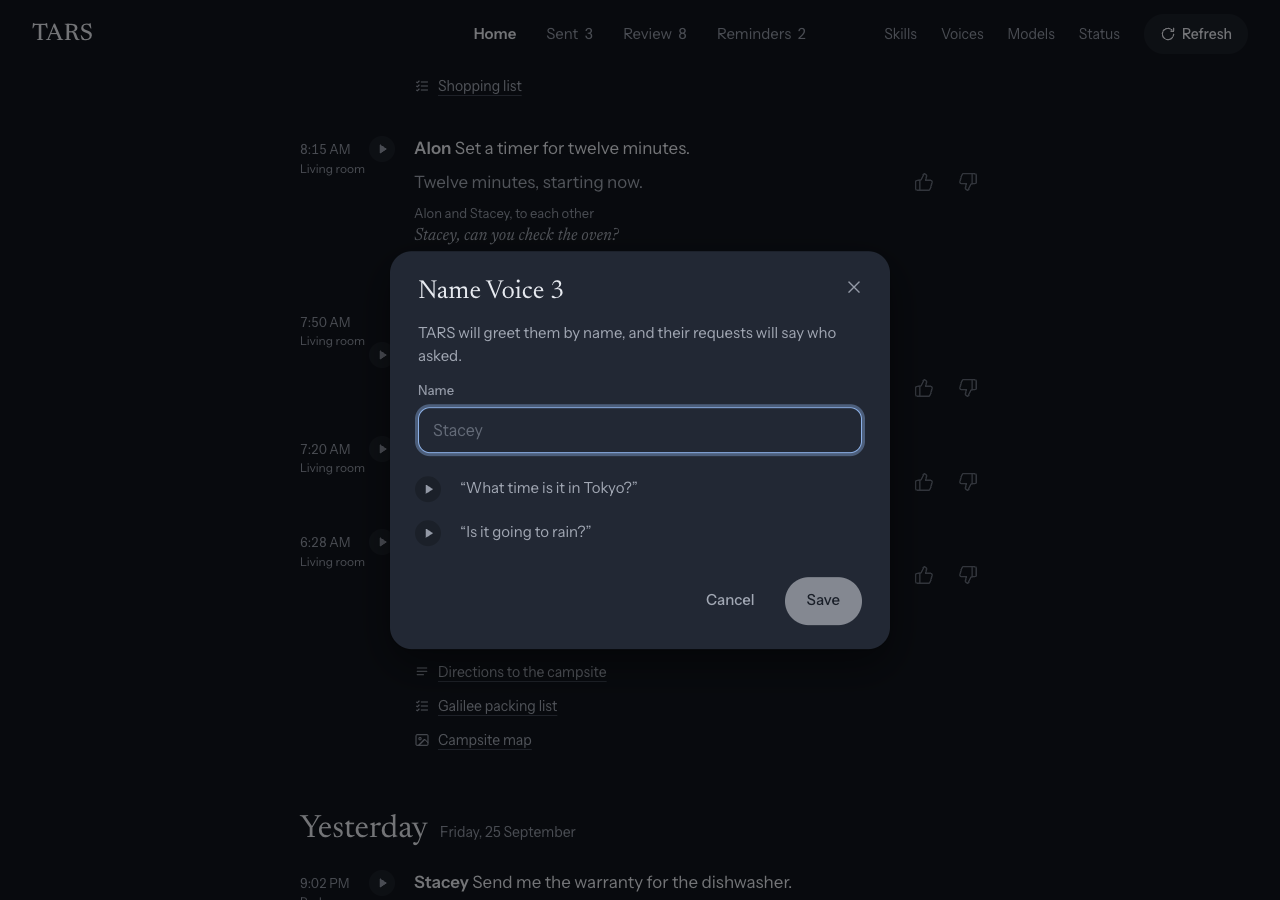 TARS
Home
Sent 3
Review 8
Reminders 2
Skills
Voices
Models
Status
Refresh
Shopping list
8:15 AM
Living room
Alon Set a timer for twelve minutes.
Twelve minutes, starting now.
Alon and Stacey, to each other
Stacey, can you check the oven?
Name Voice 3
TARS will greet them by name, and their requests will say who
asked.
Name
Stacey
“What time is it in Tokyo?”
“Is it going to rain?”
Cancel
Save
7:50 AM
Living room
7:20 AM
Living room
6:28 AM
Living room
Directions to the campsite
Galilee packing list
Campsite map
Yesterday
Friday, 25 September
9:02 PM
Stacey Send me the warranty for the dishwasher.